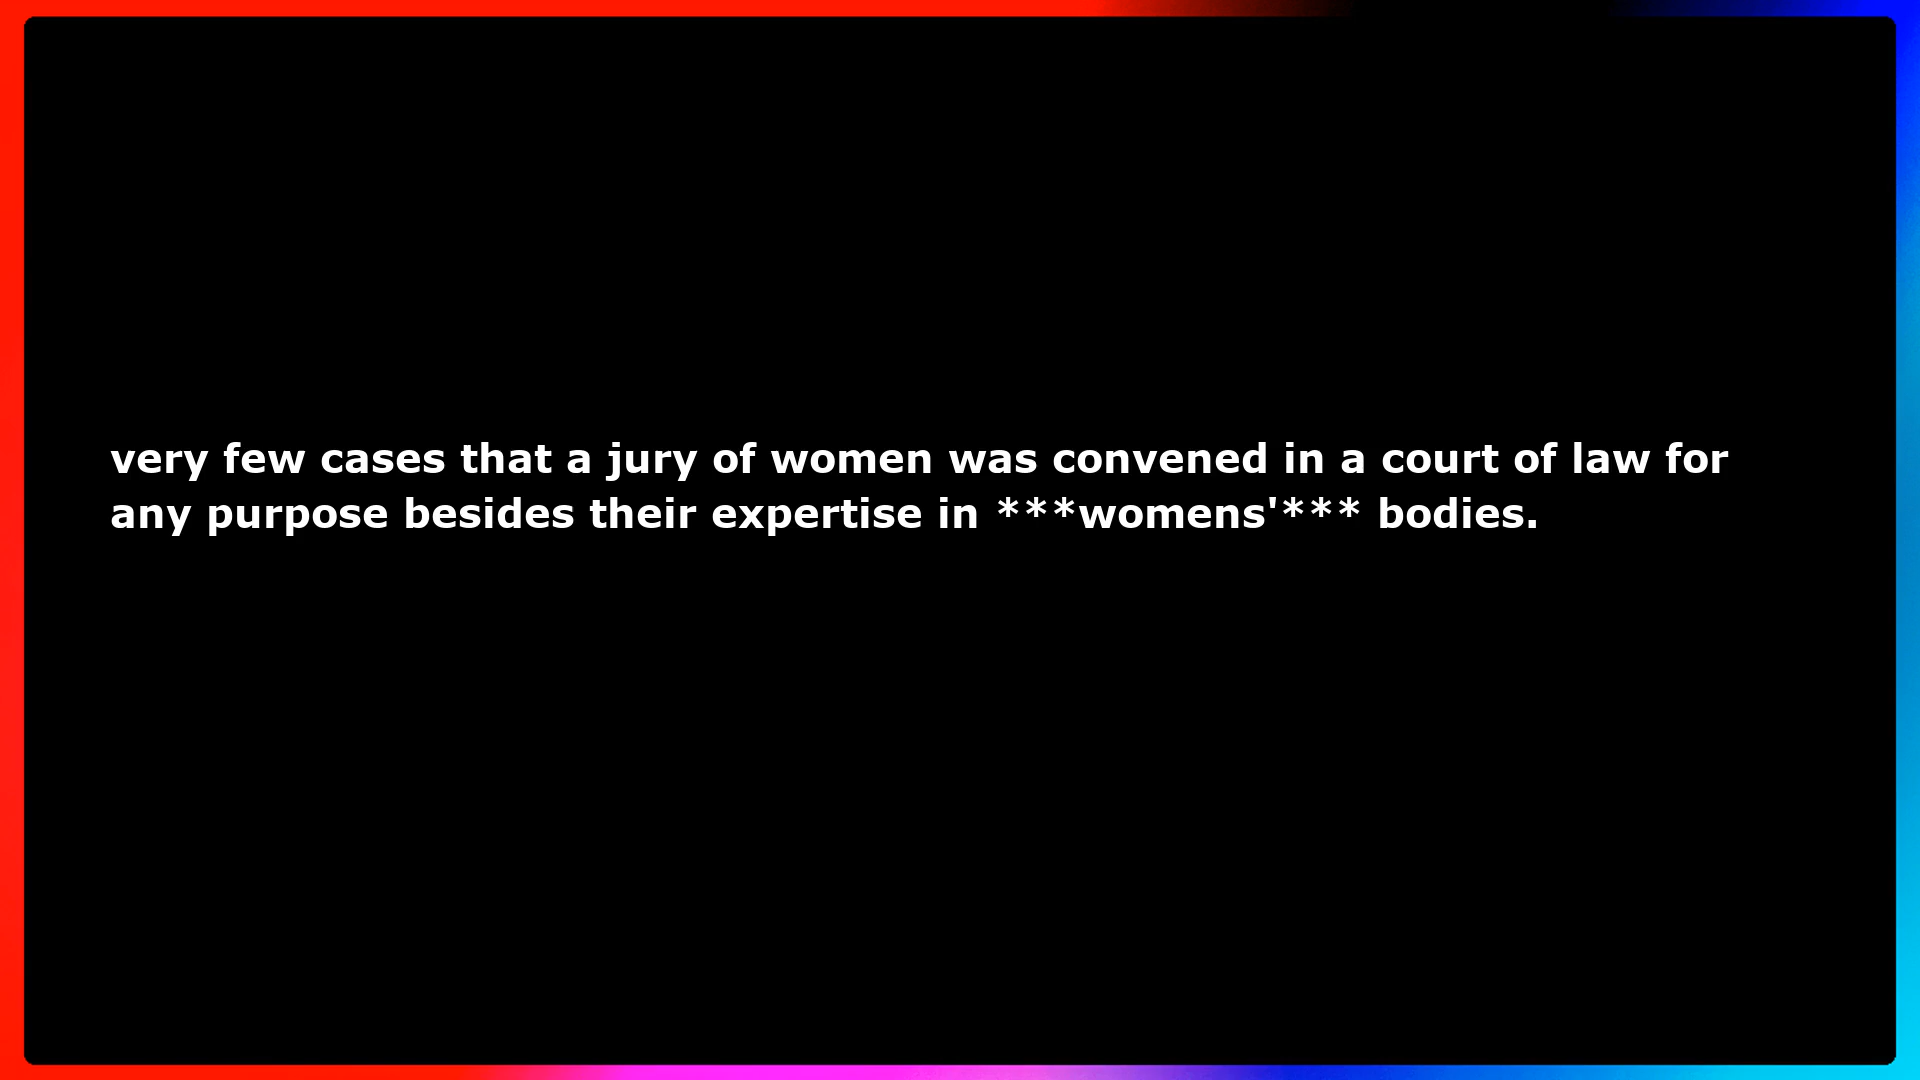 very few cases that a jury of women was convened in a court of law for
any purpose besides their expertise in ***womens'*** bodies.